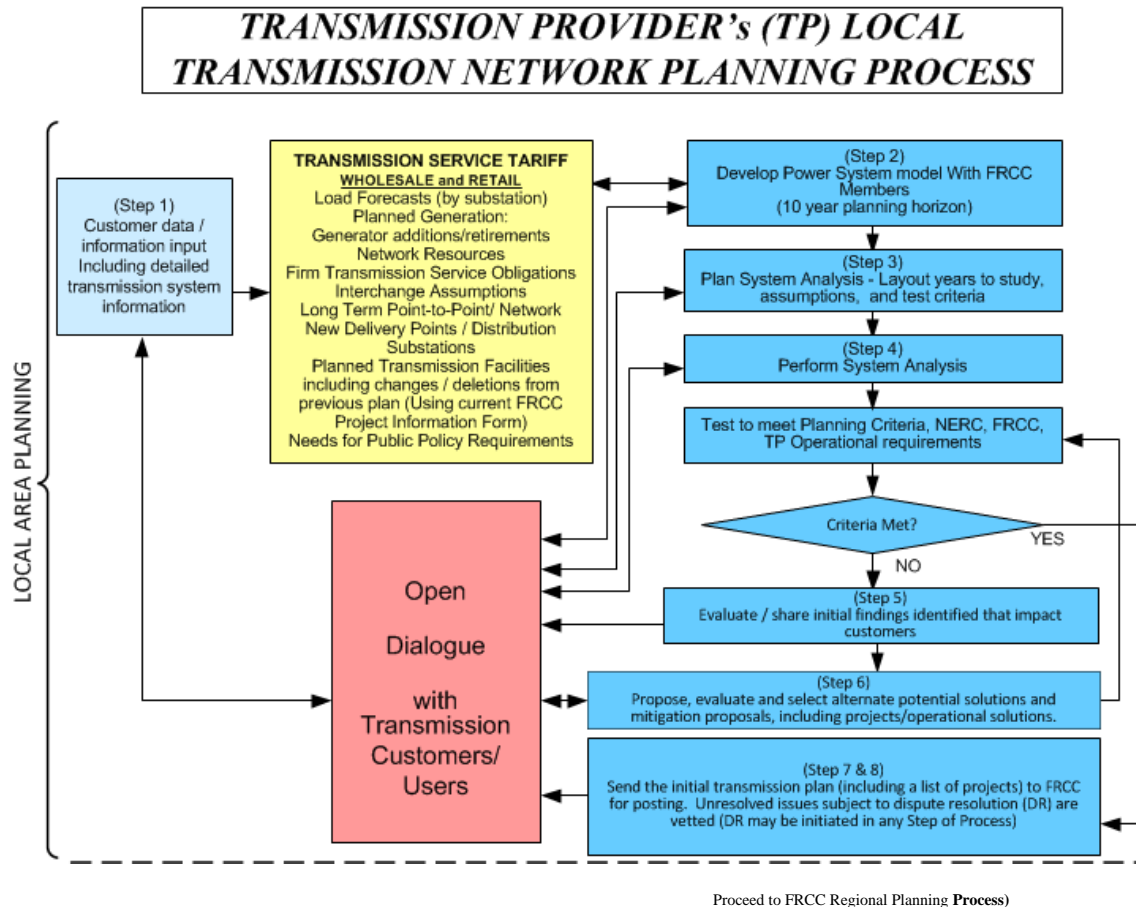 TRANSMISSION PROVIDER's (TP) LOCAL
TRANSMISSION NETWORK PLANNING PROCESS
LOCAL AREA PLANNING
(Step 1)
Customer data /
information input
Including detailed
transmission system
information
TRANSMISSION SERVICE TARIFF
WHOLESALE and RETAIL
Load Forecasts (by substation)
Planned Generation:
Generator additions/retirements
Network Resources
Firm Transmission Service Obligations
Interchange Assumptions
Long Term Point-to-Point/ Network
New Delivery Points / Distribution
Substations
Planned Transmission Facilities
including changes / deletions from
previous plan (Using current FRCC
Project Information Form)
Needs for Public Policy Requirements
(Step 2)
Develop Power System model With FRCC
Members
(10 year planning horizon)
(Step 3)
Plan System Analysis - Layout years to study,
assumptions,  and test criteria
(Step 4)
Perform System Analysis
Test to meet Planning Criteria, NERC, FRCC,
TP Operational requirements
Criteria Met?
YES
NO
(Step 5)
Evaluate / share initial findings identified that impact
customers
(Step 6)
Propose, evaluate and select alternate potential solutions and
mitigation proposals, including projects/operational solutions.
(Step 7 & 8)
Send the initial transmission plan (including a list of projects) to FRCC
for posting.  Unresolved issues subject to dispute resolution (DR) are
vetted (DR may be initiated in any Step of Process)
Open
Dialogue
with
Transmission
Customers/
Users
Proceed to FRCC Regional Planning Process)